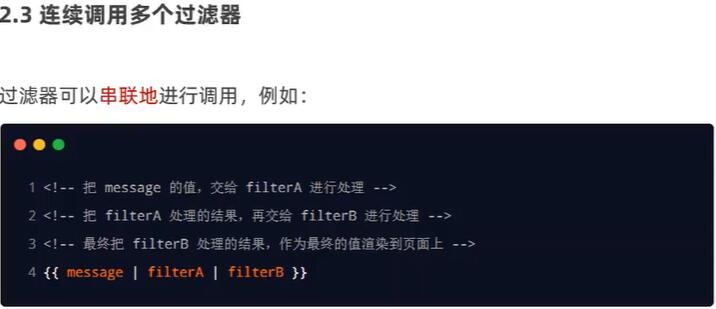 2.3 连续调用多个过滤器
过滤器可以串联地进行调用，例如：
1 <!-- 把 message 的值，交给 filterA 进行处理 -->
2 <!-- 把 filterA 处理的结果，再交给 filterB 进行处理 -->
3 <!-- 最终把 filterB 处理的结果，作为最终的值渲染到页面上 -->
4 {{ message | filterA | filterB }}